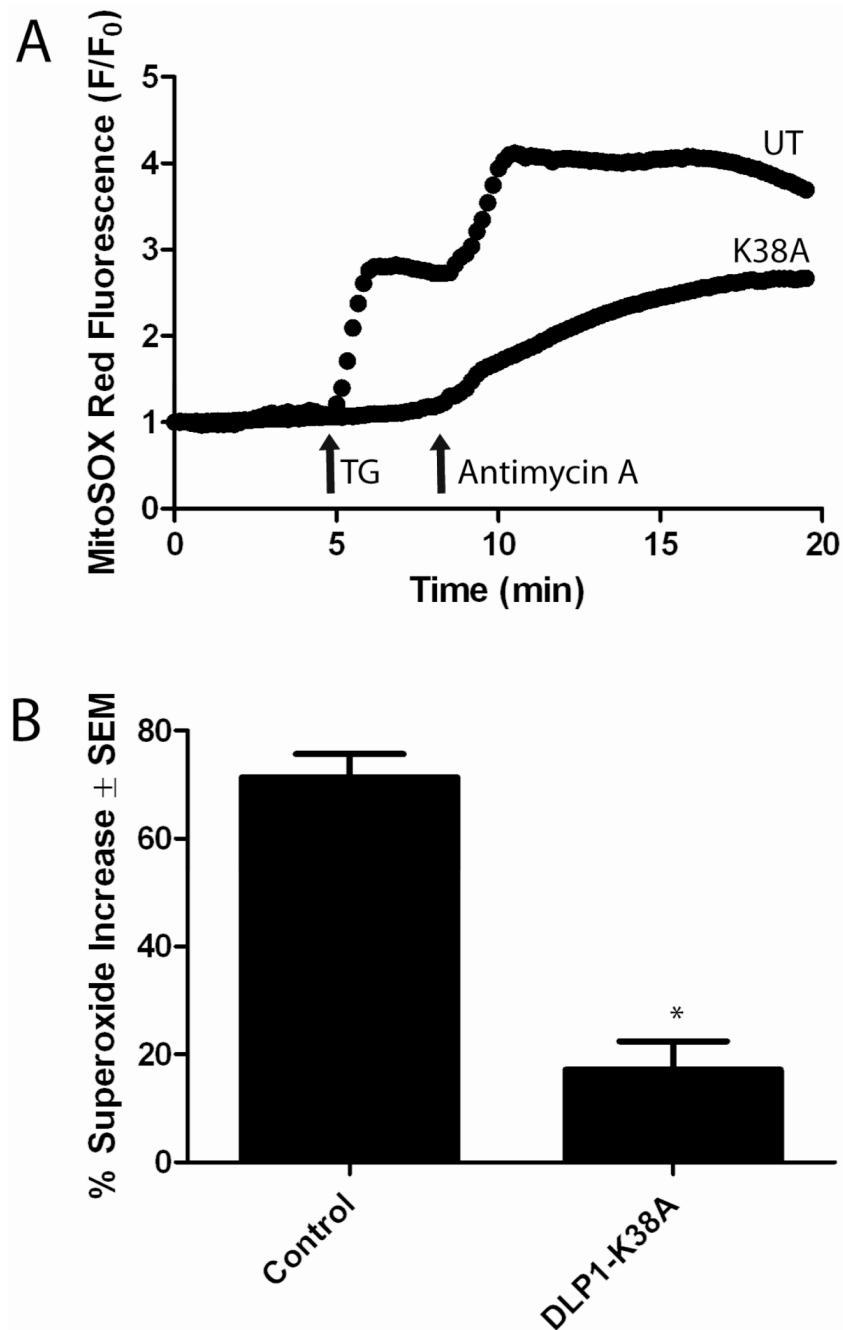 A
MitoSOX Red Fluorescence (F/F0)
5
4
3
2
1
0
UT
K38A
TG
Antimycin A
0
5
10
15
20
Time (min)
B
% Superoxide Increase ± SEM
80
60
40
20
0
*
Control
DLP1-K38A